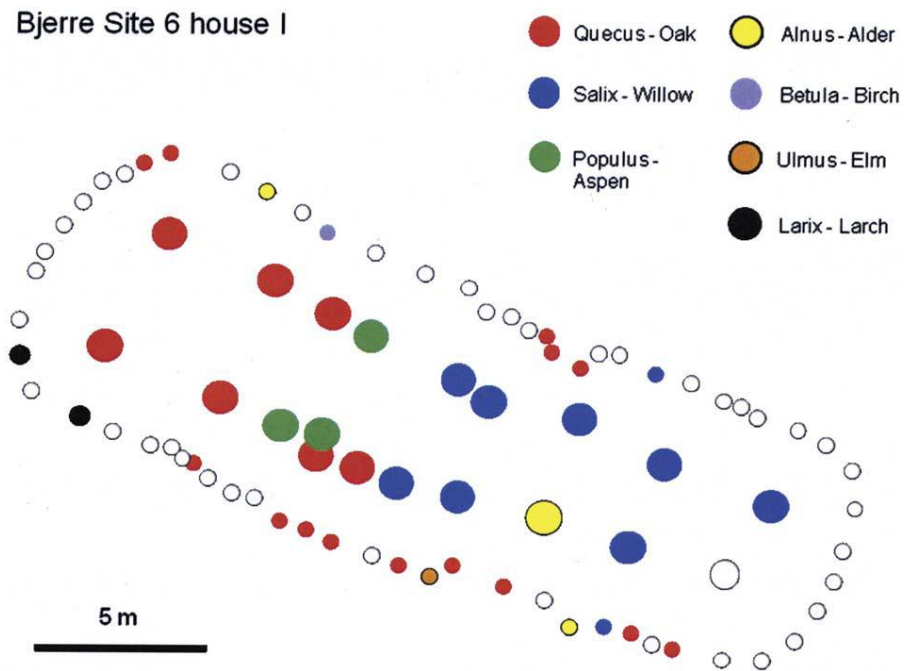 Bjerre Site 6 house I
Quecus - Oak
Salix - Willow
Populus -
Aspen
Alnus - Alder
Betula - Birch
Ulmus - Elm
Larix - Larch
5 m